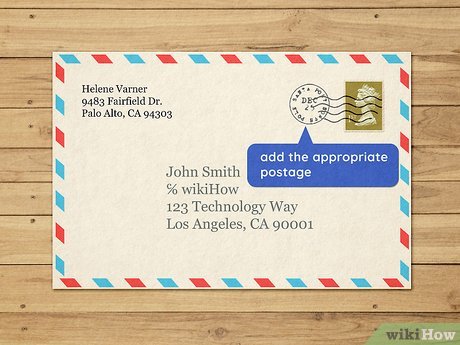 Helene Varner
9483 Fairfield Dr.
Palo Alto, CA 94303
SANTA POST
DEC
add the appropriate
postage
John Smith
℅ wikiHow
123 Technology Way
Los Angeles, CA 90001
wikiHow